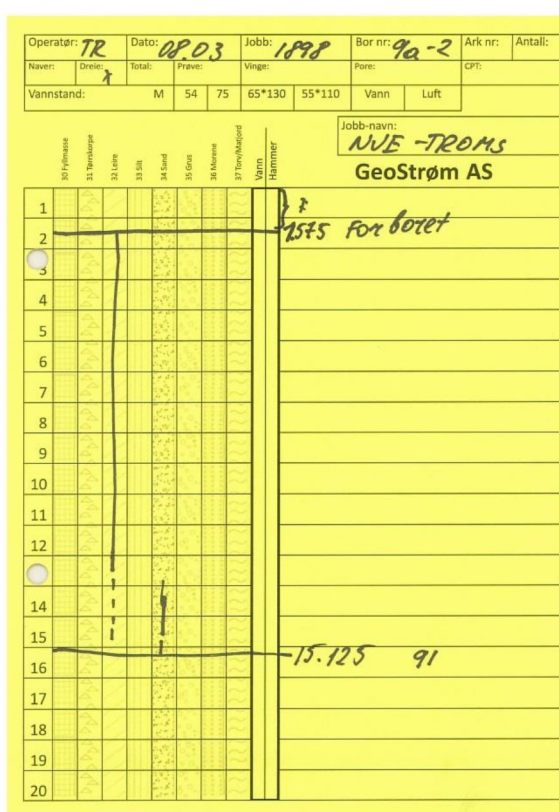 Operatør: TR Dato: 08.03 Jobb: 1898 Bor nr: 9a-2 Ark nr: Antall:
Naver: Dreie: x Total: Prøve: Vinge: Pore: CPT:
Vannstand: M 54 75 65*130 55*110 Vann Luft
Jobb-navn:
NVE-TROMS
GeoStrøm AS
30 Fyllmasse 31 Tørrskorpe 32 Leire 33 Silt 34 Sand 35 Grus 36 Morene 37 Torv/Matjord Vann Hammer
1
1575 Forboret
2
3
4
5
6
7
8
9
10
11
12
14
15
15.125 91
16
17
18
19
20